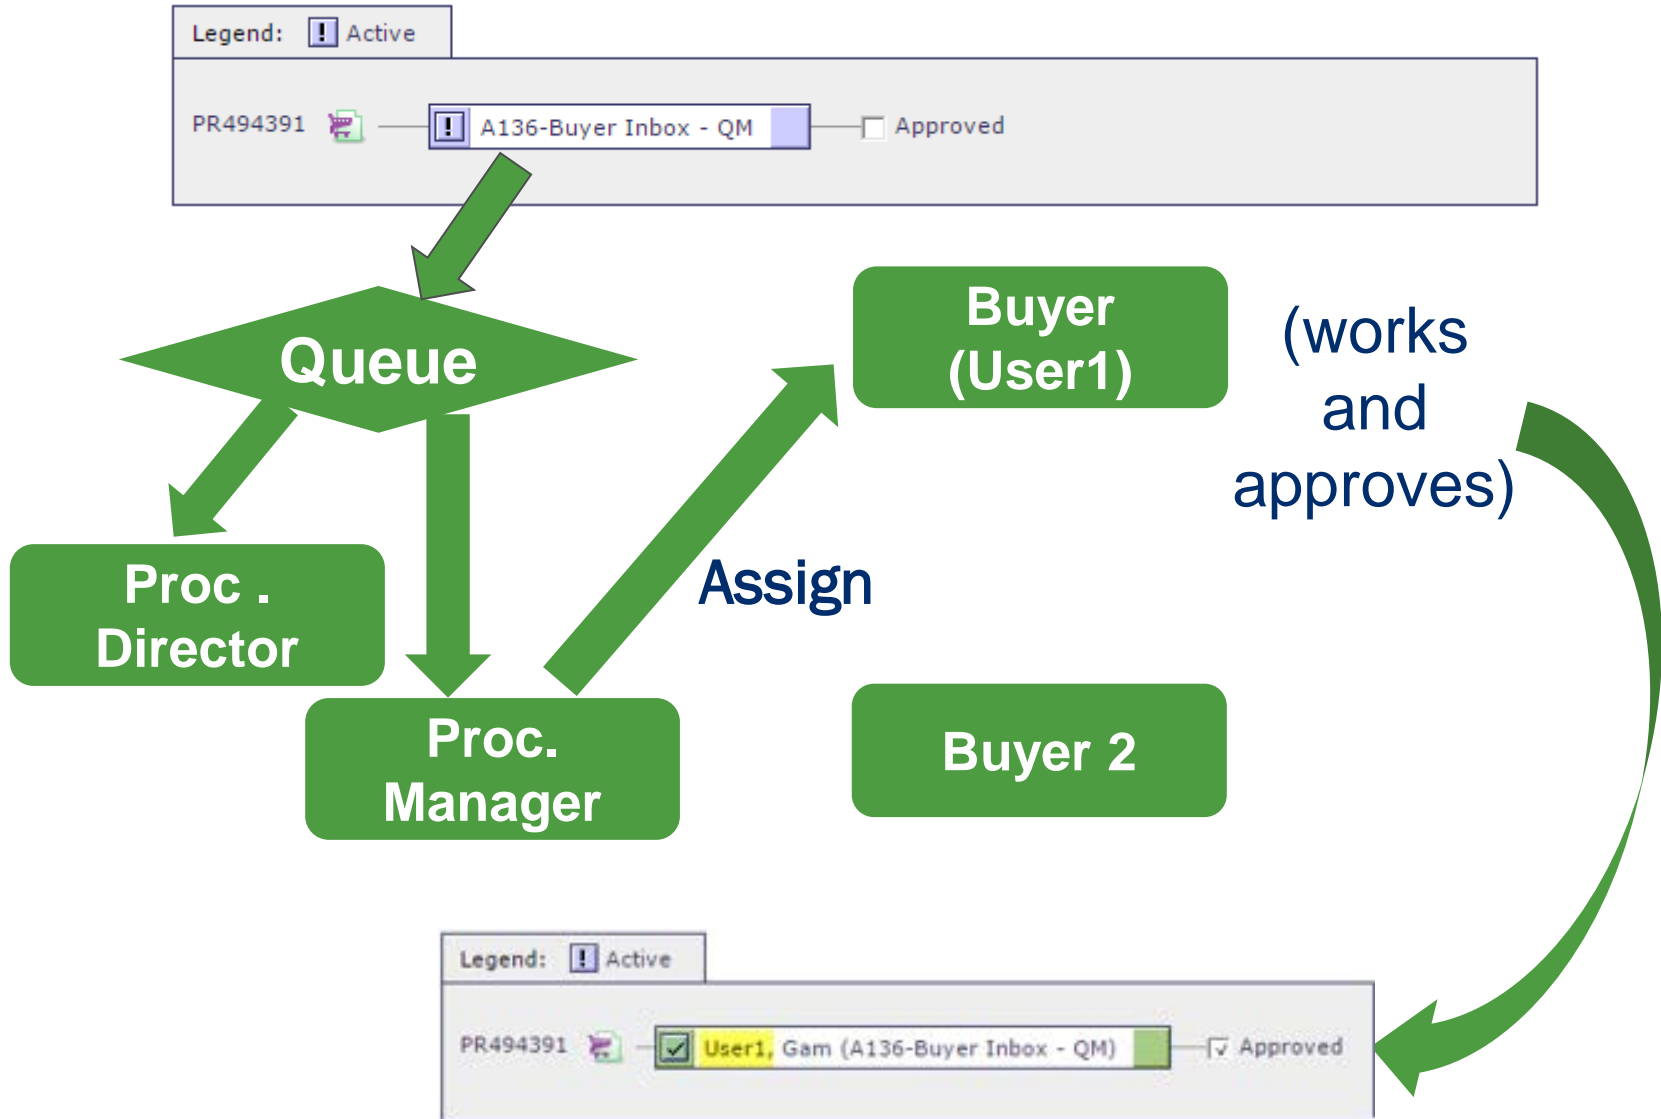 Legend: ! Active
PR494391 ! A136-Buyer Inbox - QM Approved
Queue
Buyer
(User1)
(works
and
approves)
Assign
Proc .
Director
Proc.
Manager
Buyer 2
Legend: ! Active
PR494391 User1, Gam (A136-Buyer Inbox - QM) Approved